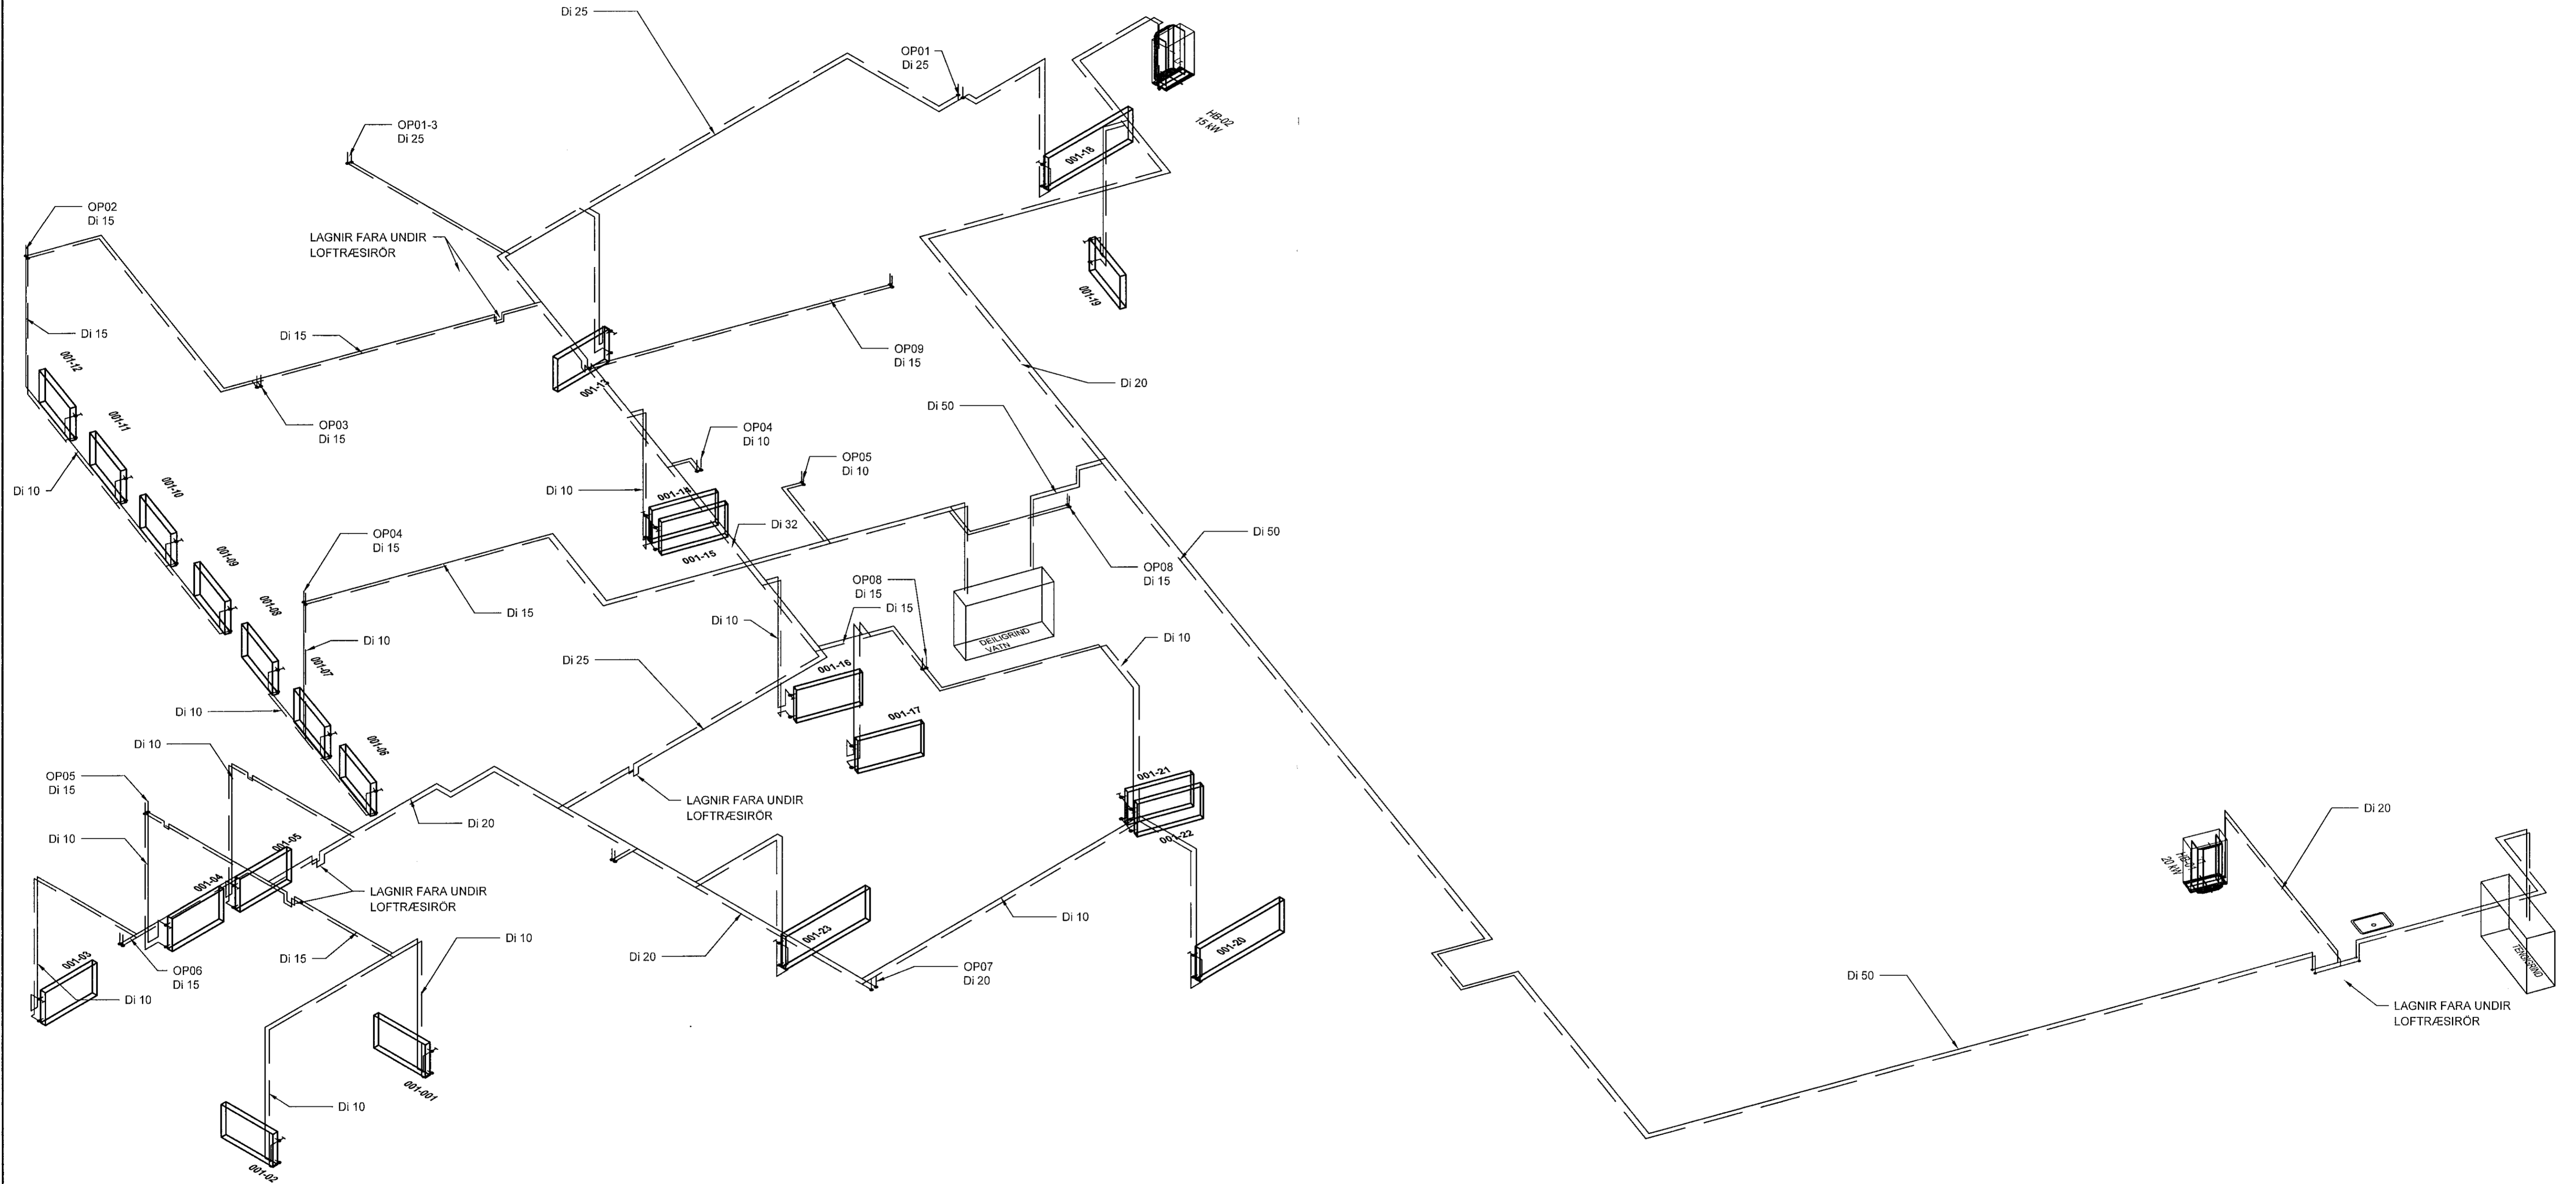 Di 25
OP01
Di 25
HB-02
15 kW
OP01-3
Di 25
001-18
OP02
Di 15
LAGNIR FARA UNDIR
LOFTRÆSIRÖR
001-19
Di 15
Di 15
OP09
Di 15
001-12
001-13
Di 20
Di 50
001-11
OP03
Di 15
OP04
Di 10
OP05
Di 10
Di 10
001-10
Di 10
001-14
Di 32
Di 50
001-15
OP04
Di 15
001-09
OP08
Di 15
OP08
Di 15
Di 15
Di 15
001-08
Di 10
Di 10
DEILIGRIND
VATN
Di 10
001-07
Di 25
001-16
Di 10
001-17
001-06
Di 10
OP05
Di 15
001-21
LAGNIR FARA UNDIR
LOFTRÆSIRÖR
Di 20
Di 20
Di 10
001-05
001-22
HB-01
20 kW
001-04
LAGNIR FARA UNDIR
LOFTRÆSIRÖR
Di 10
001-23
001-20
Di 10
001-03
OP06
Di 15
Di 15
Di 20
OP07
Di 20
TENGIGRIND
Di 10
Di 50
LAGNIR FARA UNDIR
LOFTRÆSIRÖR
001-001
Di 10
001-02